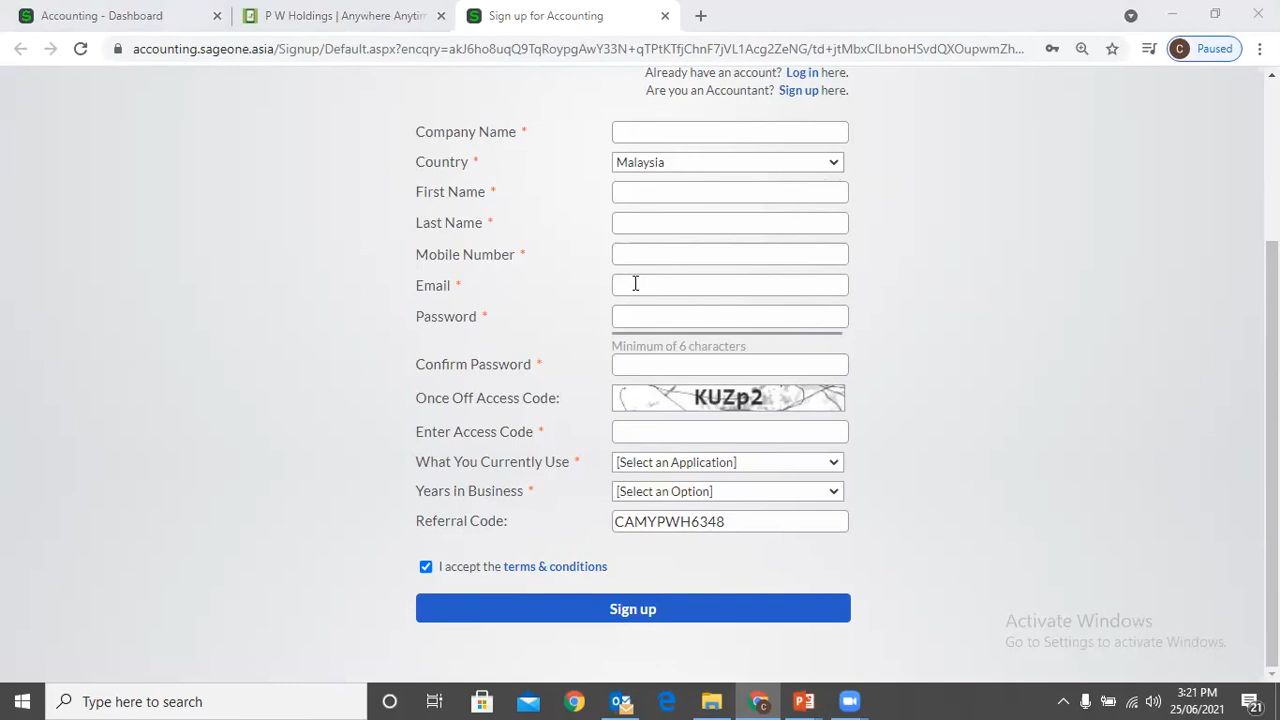 Accounting - Dashboard
P W Holdings | Anywhere Anytim
Sign up for Accounting
accounting.sageone.asia/Signup/Default.aspx?encqry=akJ6ho8uqQ9TqRoypgAwY33N+qTPtKTfjChnF7jVL1Acg2ZeNG/td+jtMbxClLbnoHSvdQXOupwmZh...
C Paused
Already have an account? Log in here.
Are you an Accountant? Sign up here.
Company Name *
Country * Malaysia
First Name *
Last Name *
Mobile Number *
Email *
Password *
Minimum of 6 characters
Confirm Password *
Once Off Access Code: KUZp2
Enter Access Code *
What You Currently Use * [Select an Application]
Years in Business * [Select an Option]
Referral Code: CAMYPWH6348
I accept the terms & conditions
Sign up
Activate Windows
Go to Settings to activate Windows.
Type here to search
3:21 PM
25/06/2021
21